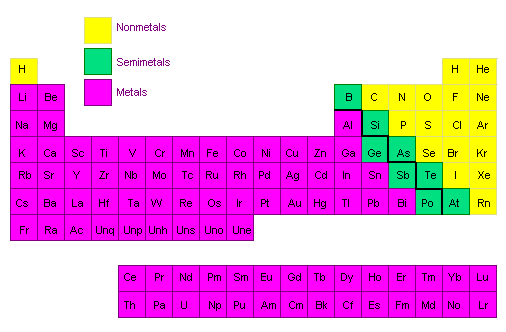 Nonmetals
Semimetals
Metals
H H He
Li Be B C N O F Ne
Na Mg Al Si P S Cl Ar
K Ca Sc Ti V Cr Mn Fe Co Ni Cu Zn Ga Ge As Se Br Kr
Rb Sr Y Zr Nb Mo Tc Ru Rh Pd Ag Cd In Sn Sb Te I Xe
Cs Ba La Hf Ta W Re Os Ir Pt Au Hg Tl Pb Bi Po At Rn
Fr Ra Ac Unq Unp Unh Uns Uno Une
Ce Pr Nd Pm Sm Eu Gd Tb Dy Ho Er Tm Yb Lu
Th Pa U Np Pu Am Cm Bk Cf Es Fm Md No Lr